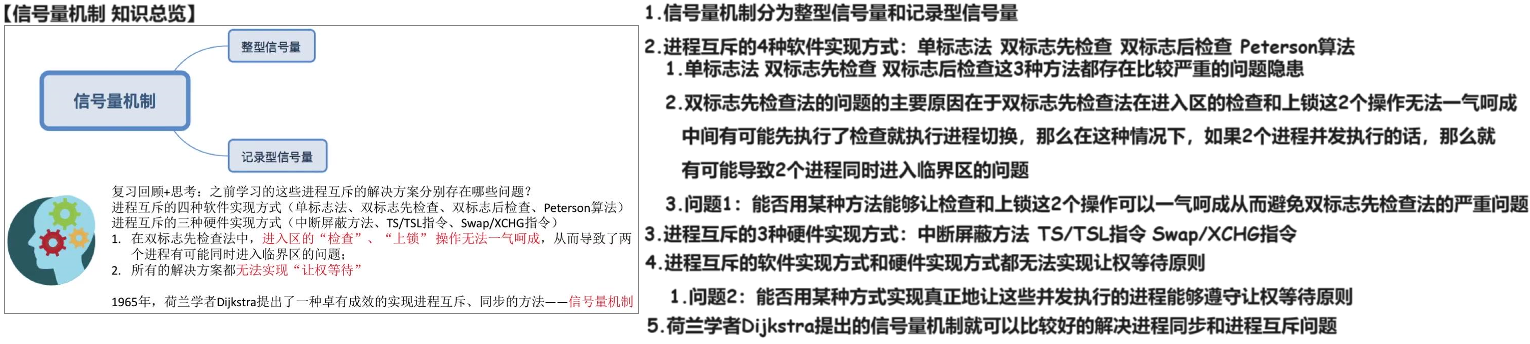 【信号量机制 知识总览】
整型信号量
信号量机制
记录型信号量
复习回顾+思考：之前学习的这些进程互斥的解决方案分别存在哪些问题？
进程互斥的四种软件实现方式（单标志法、双标志先检查、双标志后检查、Peterson算法）
进程互斥的三种硬件实现方式（中断屏蔽方法、TS/TSL指令、Swap/XCHG指令）
1. 在双标志先检查法中，进入区的“检查”、“上锁” 操作无法一气呵成，从而导致了两
个进程有可能同时进入临界区的问题；
2. 所有的解决方案都无法实现“让权等待”
1965年，荷兰学者Dijkstra提出了一种卓有成效的实现进程互斥、同步的方法——信号量机制
1.信号量机制分为整型信号量和记录型信号量
2.进程互斥的4种软件实现方式：单标志法 双标志先检查 双标志后检查 Peterson算法
1.单标志法 双标志先检查 双标志后检查这3种方法都存在比较严重的问题隐患
2.双标志先检查法的问题的主要原因在于双标志先检查法在进入区的检查和上锁这2个操作无法一气呵成
中间有可能先执行了检查就执行进程切换，那么在这种情况下，如果2个进程并发执行的话，那么就
有可能导致2个进程同时进入临界区的问题
3.问题1：能否用某种方法能够让检查和上锁这2个操作可以一气呵成从而避免双标志先检查法的严重问题
3.进程互斥的3种硬件实现方式：中断屏蔽方法 TS/TSL指令 Swap/XCHG指令
4.进程互斥的软件实现方式和硬件实现方式都无法实现让权等待原则
1.问题2：能否用某种方式实现真正地让这些并发执行的进程能够遵守让权等待原则
5.荷兰学者Dijkstra提出的信号量机制就可以比较好的解决进程同步和进程互斥问题